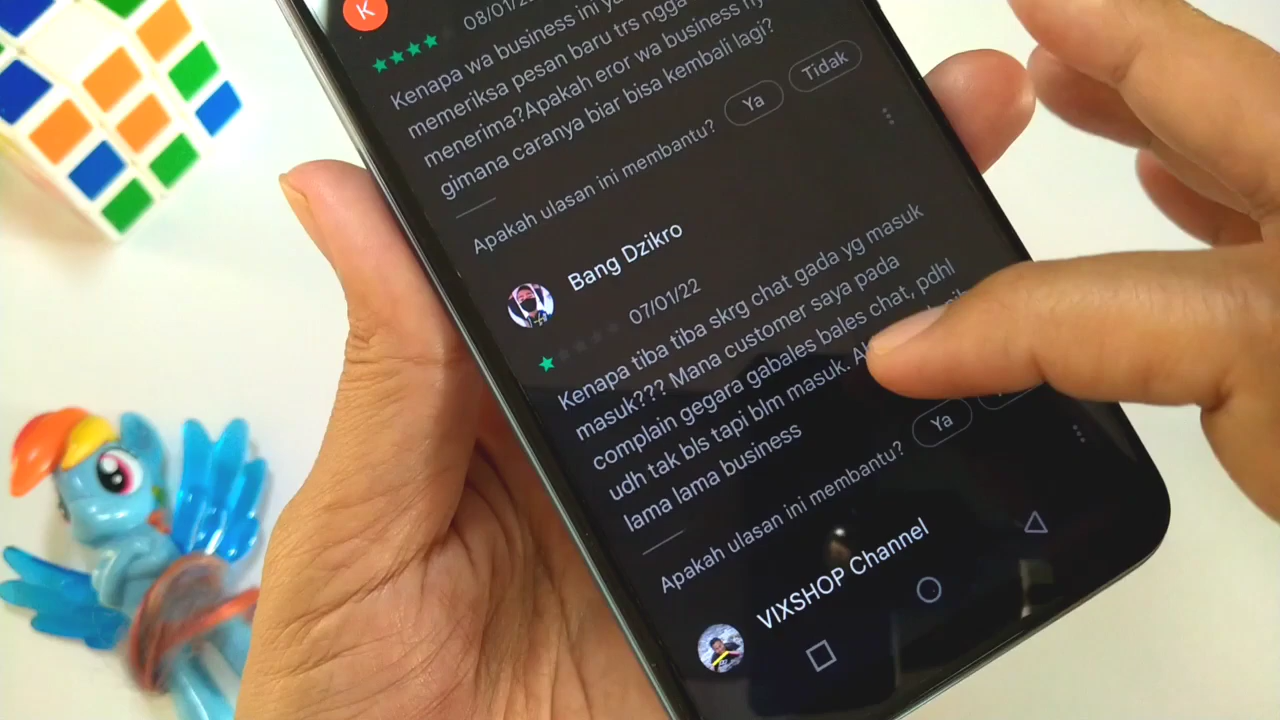 K
08/01/22
Kenapa wa business ini
memeriksa pesan baru trs ngga
menerima?Apakah eror wa business
gimana caranya biar bisa kembali lagi?
Apakah ulasan ini membantu?
Ya
Tidak
Bang Dzikro
07/01/22
Kenapa tiba tiba skrg chat gada yg masuk
masuk??? Mana customer saya pada
complain gegara gabales bales chat, pdhl
udh tak bls tapi blm masuk.
lama lama business
Apakah ulasan ini membantu?
Ya
VIXSHOP Channel